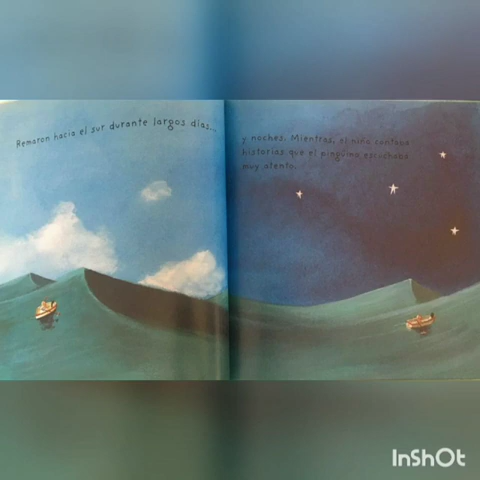 Remaron hacia el sur durante largos días...
y noches. Mientras, el niño contaba
historias que el pingüino escuchaba
muy atento.
InShOt